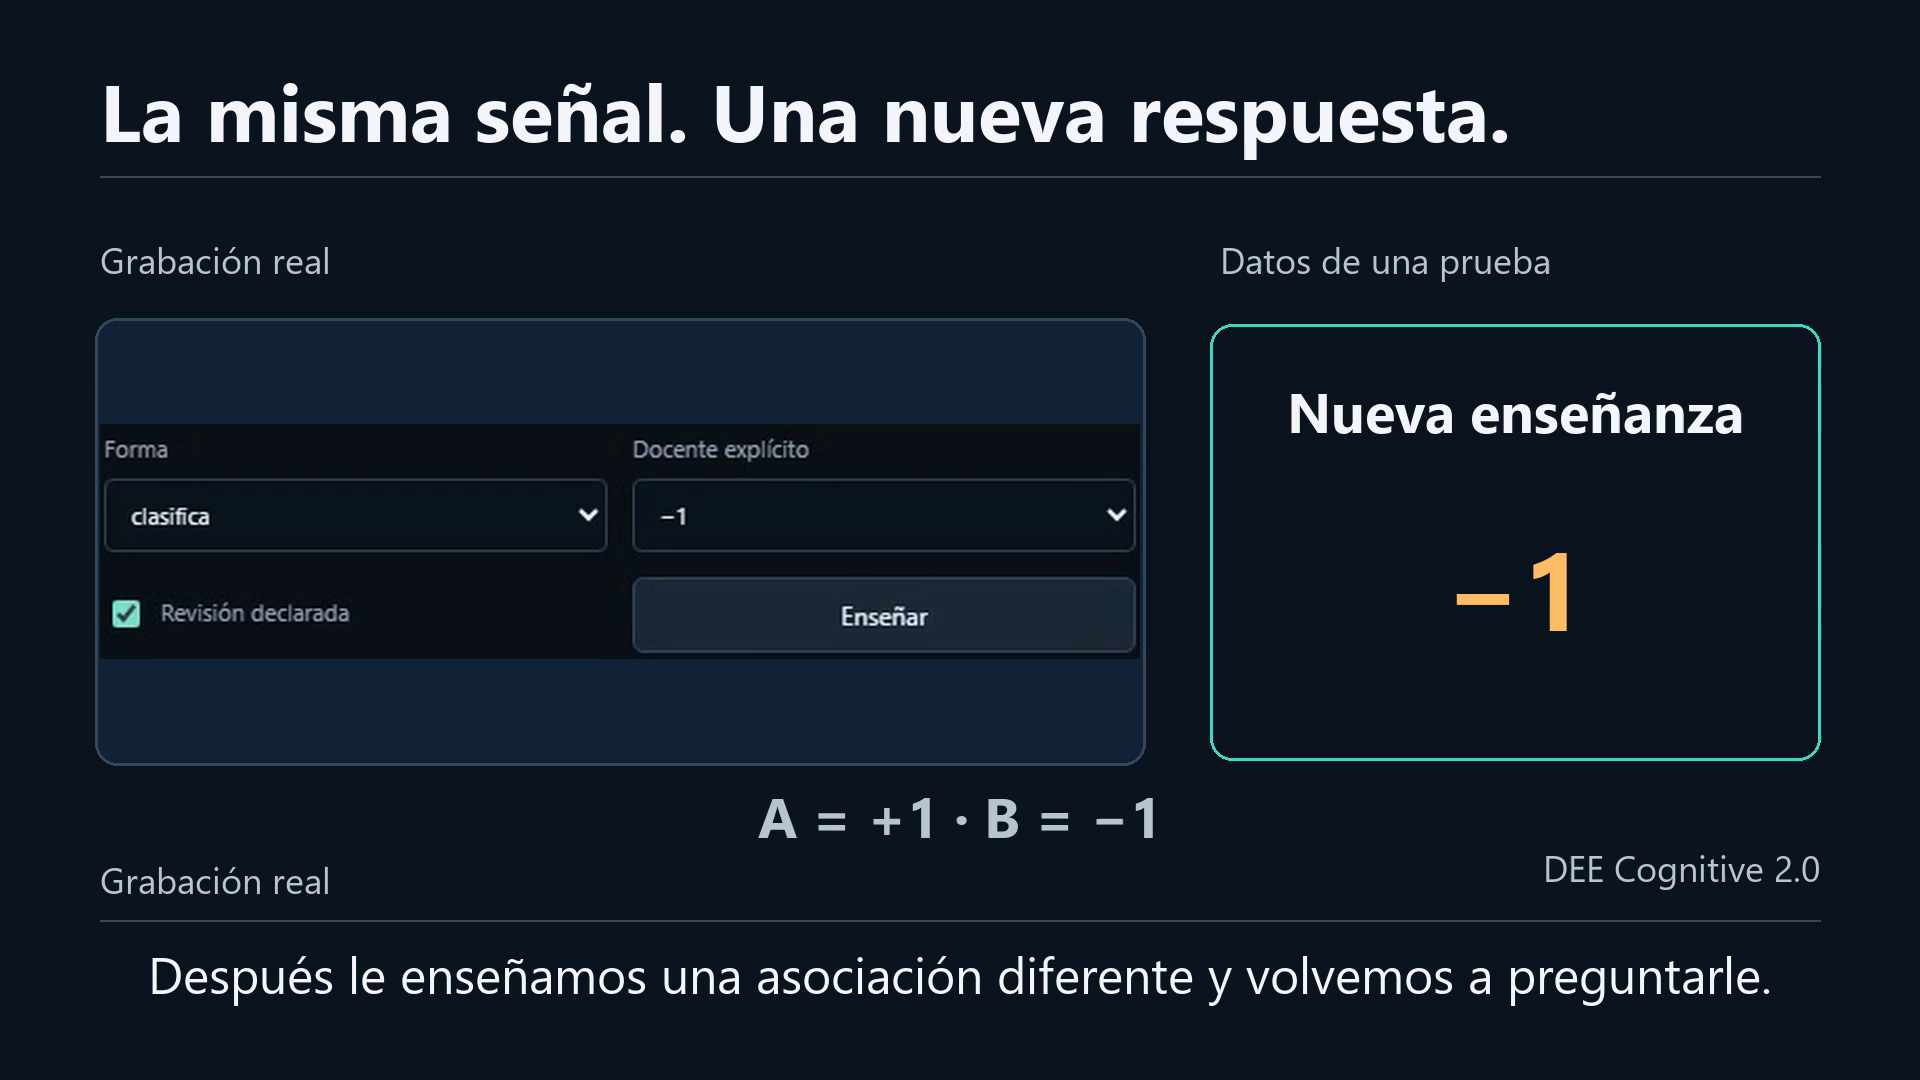 La misma señal. Una nueva respuesta.
Grabación real
Datos de una prueba
Forma
Docente explícito
clasifica
−1
Revisión declarada
Enseñar
Nueva enseñanza
−1
A = +1 · B = −1
Grabación real
DEE Cognitive 2.0
Después le enseñamos una asociación diferente y volvemos a preguntarle.